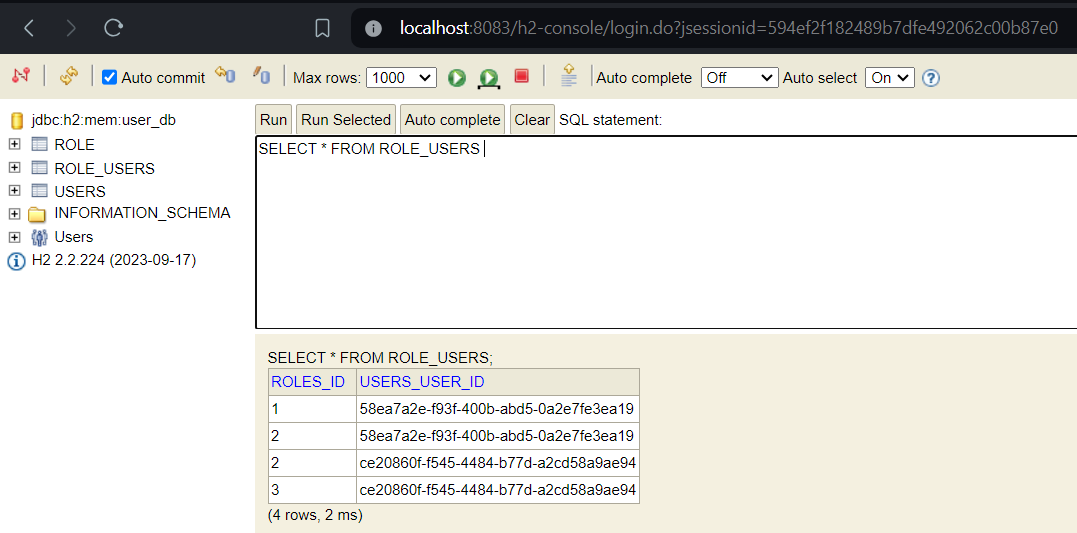 localhost:8083/h2-console/login.do?jsessionid=594ef2f182489b7dfe492062c00b87e0
Auto commit Max rows: 1000 Auto complete Off Auto select On ?
jdbc:h2:mem:user_db
ROLE
ROLE_USERS
USERS
INFORMATION_SCHEMA
Users
H2 2.2.224 (2023-09-17)
Run Run Selected Auto complete Clear SQL statement:
SELECT * FROM ROLE_USERS
SELECT * FROM ROLE_USERS;
ROLES_ID USERS_USER_ID
1 58ea7a2e-f93f-400b-abd5-0a2e7fe3ea19
2 58ea7a2e-f93f-400b-abd5-0a2e7fe3ea19
2 ce20860f-f545-4484-b77d-a2cd58a9ae94
3 ce20860f-f545-4484-b77d-a2cd58a9ae94
(4 rows, 2 ms)